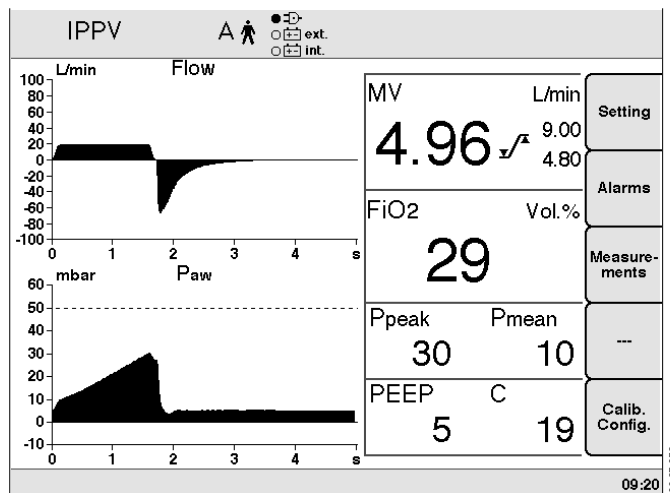 IPPV A
ext.
int.
L/min Flow
100
80
60
40
20
0
-20
-40
-60
-80
-100
0 1 2 3 4 s
mbar Paw
60
50
40
30
20
10
0
-10
0 1 2 3 4 s
MV L/min
4.96 9.00
4.80
FiO2 Vol.%
29
Ppeak Pmean
30 10
PEEP C
5 19
Setting
Alarms
Measure-
ments
---
Calib.
Config.
09:20